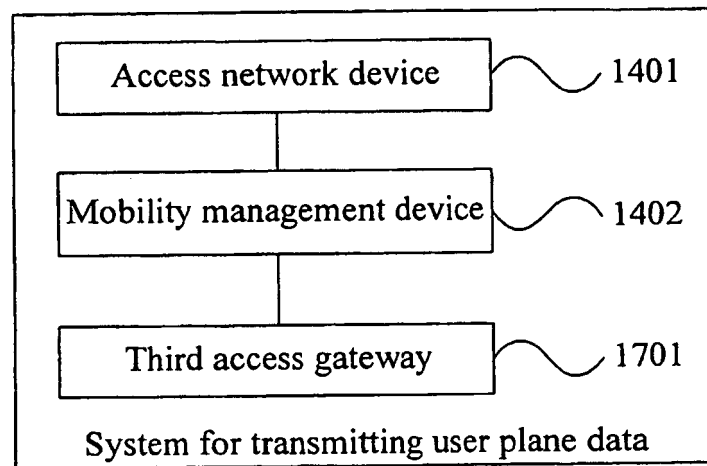 Access network device 1401
Mobility management device 1402
Third access gateway 1701
System for transmitting user plane data